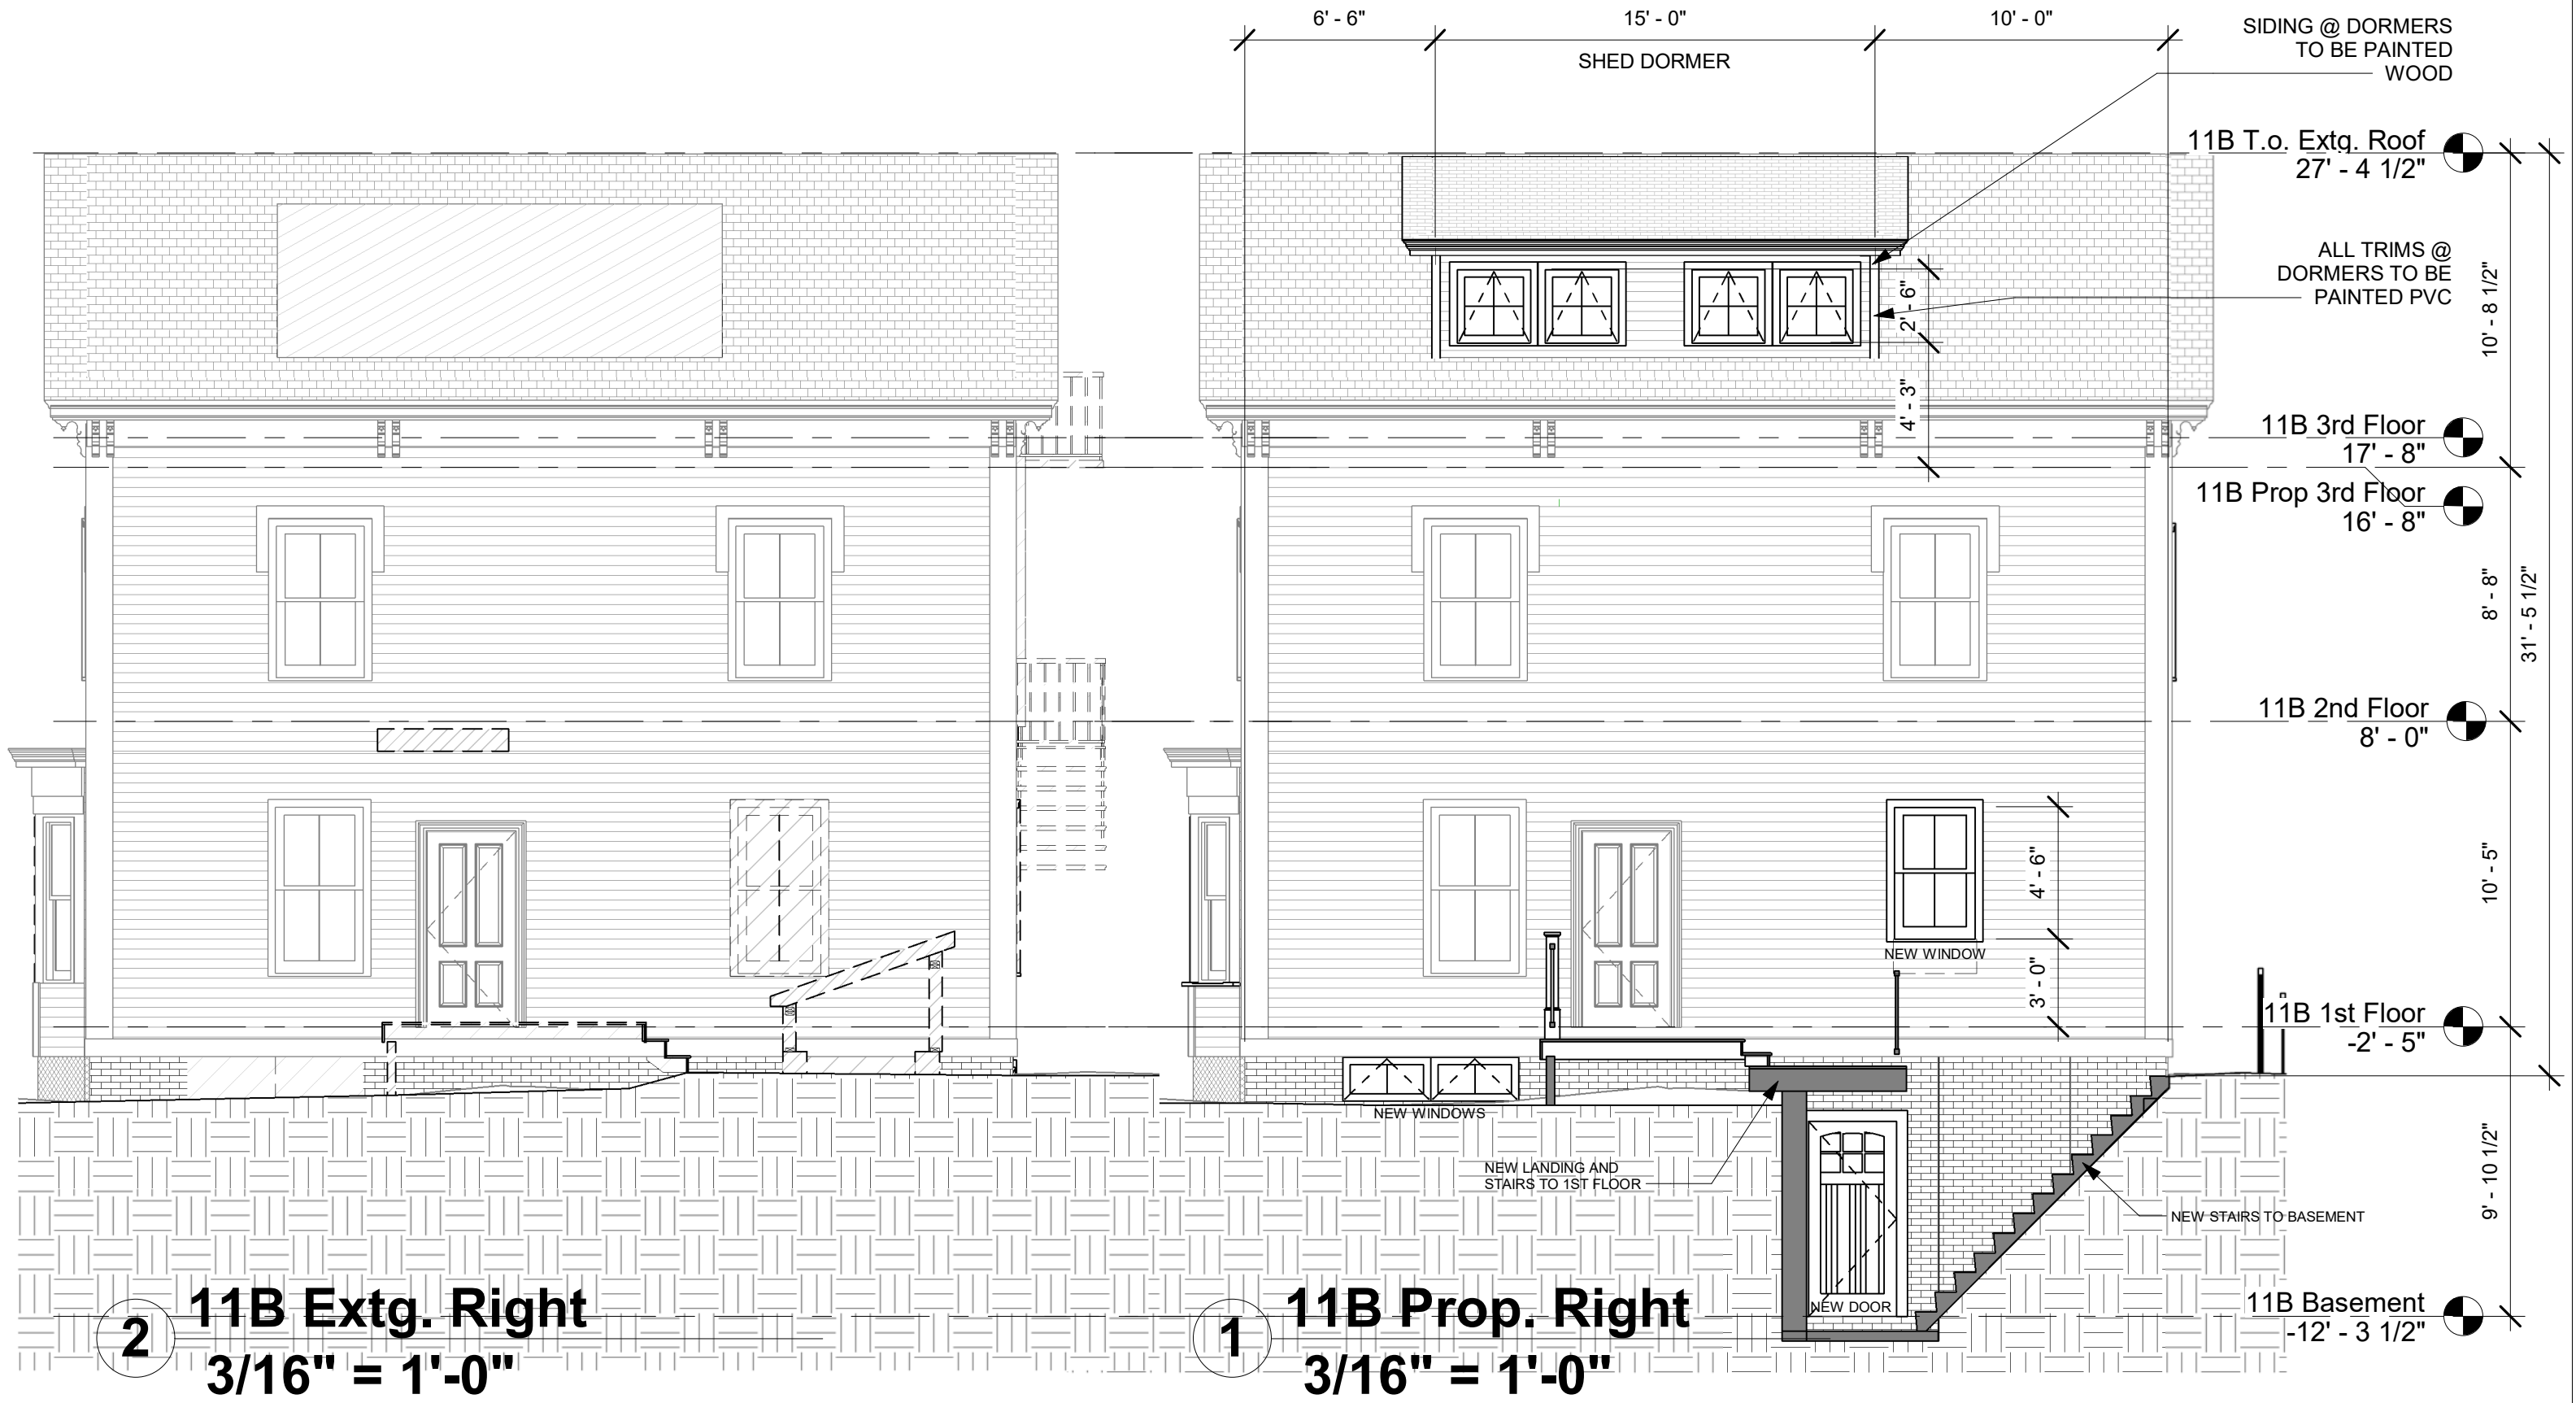 6' - 6"
15' - 0"
10' - 0"
SHED DORMER
SIDING @ DORMERS
TO BE PAINTED
WOOD
11B T.o. Extg. Roof
27' - 4 1/2"
ALL TRIMS @
DORMERS TO BE
PAINTED PVC
2' - 6"
4' - 3"
10' - 8 1/2"
11B 3rd Floor
17' - 8"
11B Prop 3rd Floor
16' - 8"
8' - 8"
31' - 5 1/2"
11B 2nd Floor
8' - 0"
4' - 6"
10' - 5"
NEW WINDOW
3' - 0"
11B 1st Floor
-2' - 5"
NEW WINDOWS
NEW LANDING AND
STAIRS TO 1ST FLOOR
9' - 10 1/2"
NEW STAIRS TO BASEMENT
NEW DOOR
11B Basement
-12' - 3 1/2"
2
11B Extg. Right
3/16" = 1'-0"
1
11B Prop. Right
3/16" = 1'-0"